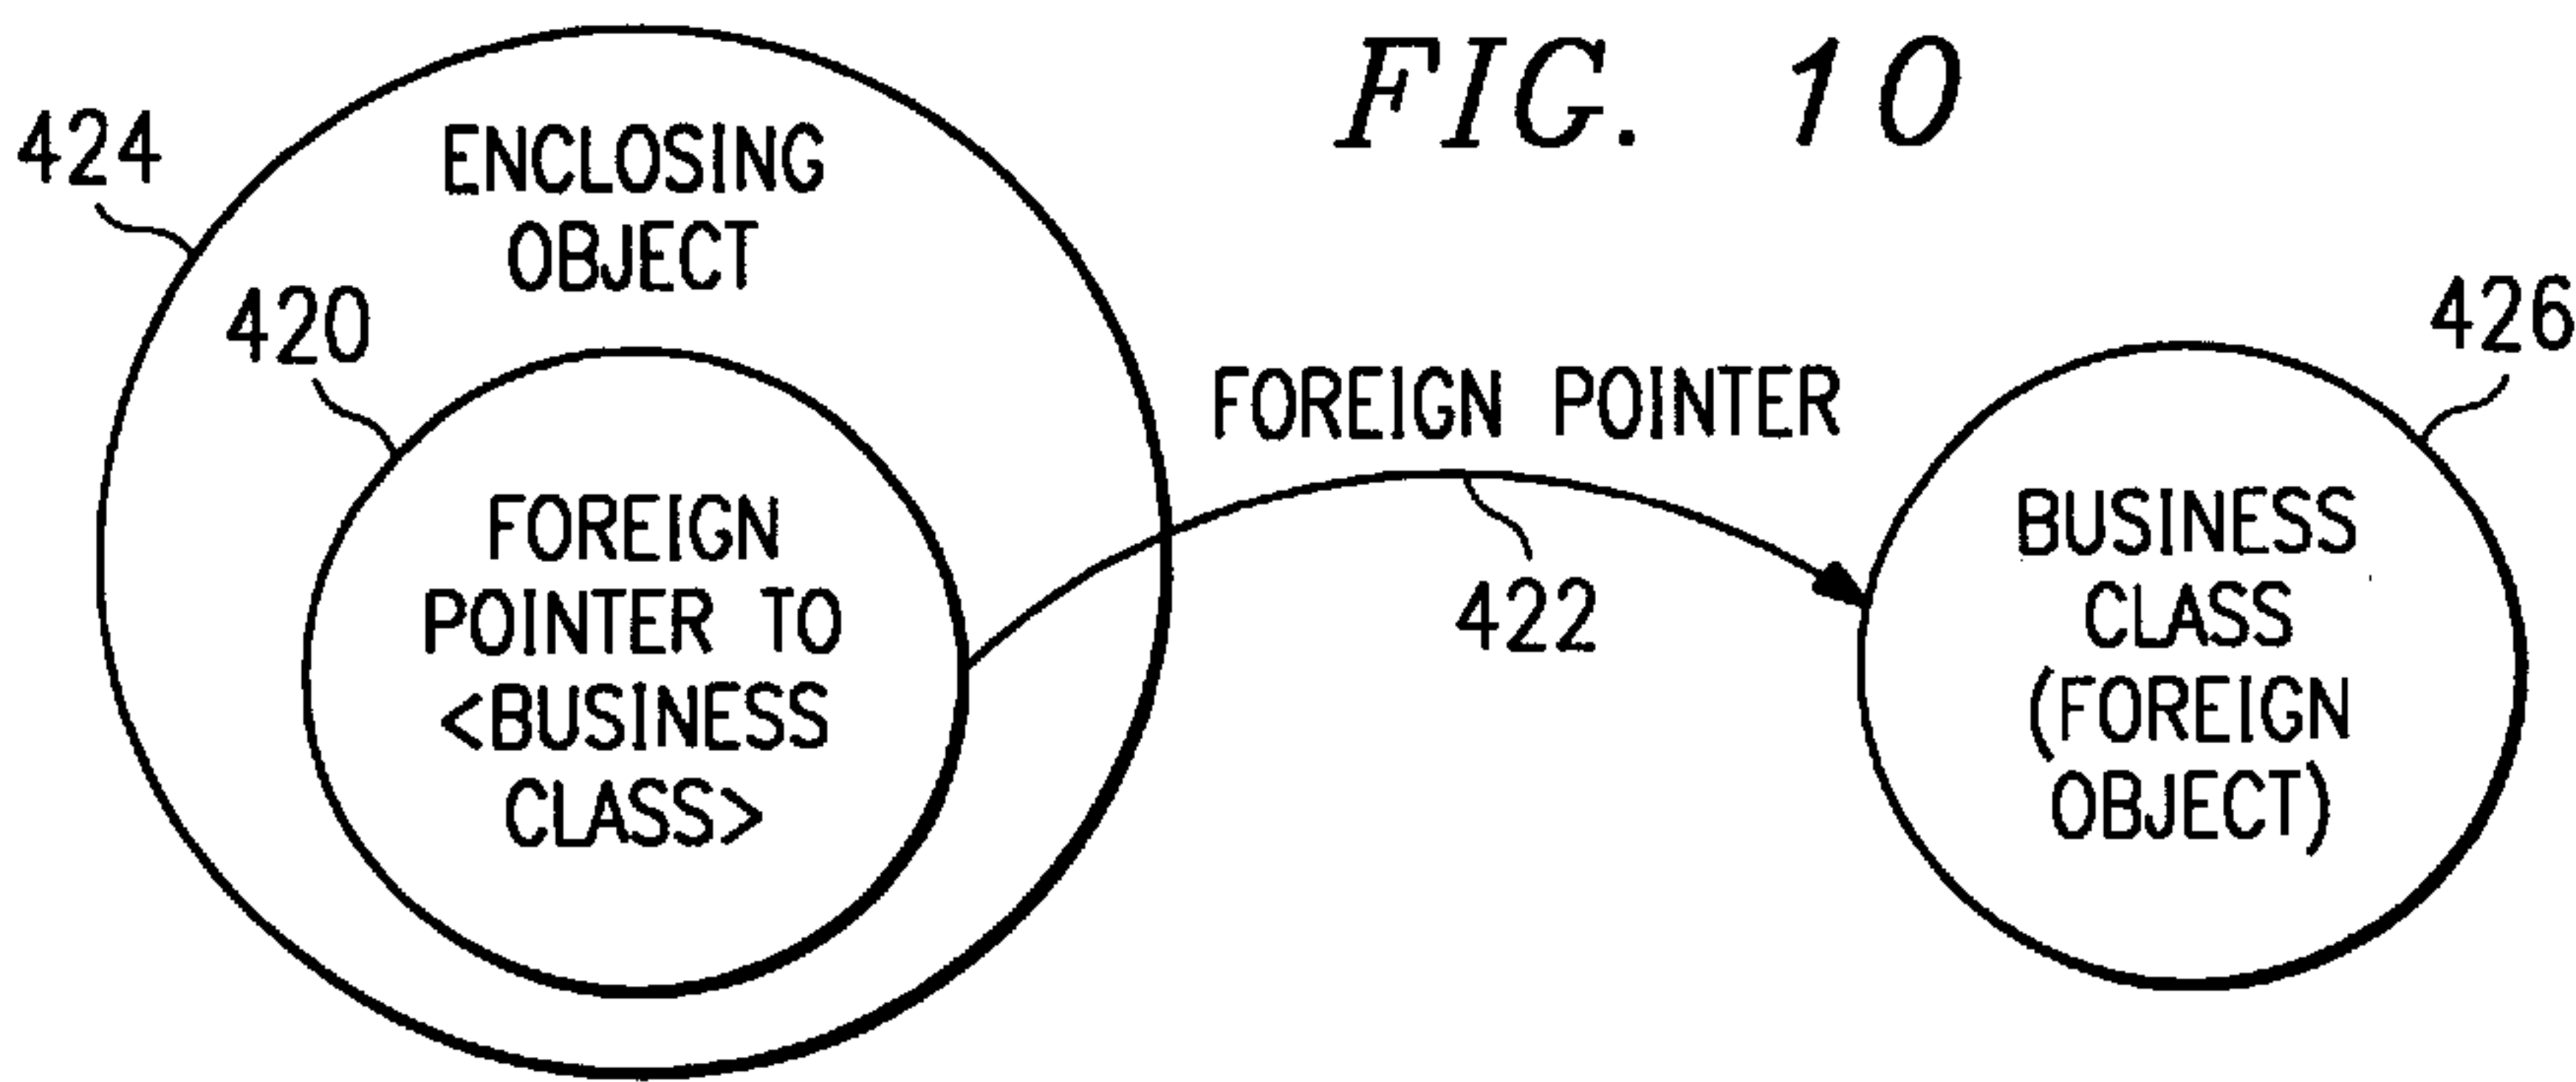 FIG. 10
424
ENCLOSING
OBJECT
420
FOREIGN
POINTER TO
<BUSINESS
CLASS>
FOREIGN POINTER
422
426
BUSINESS
CLASS
(FOREIGN
OBJECT)